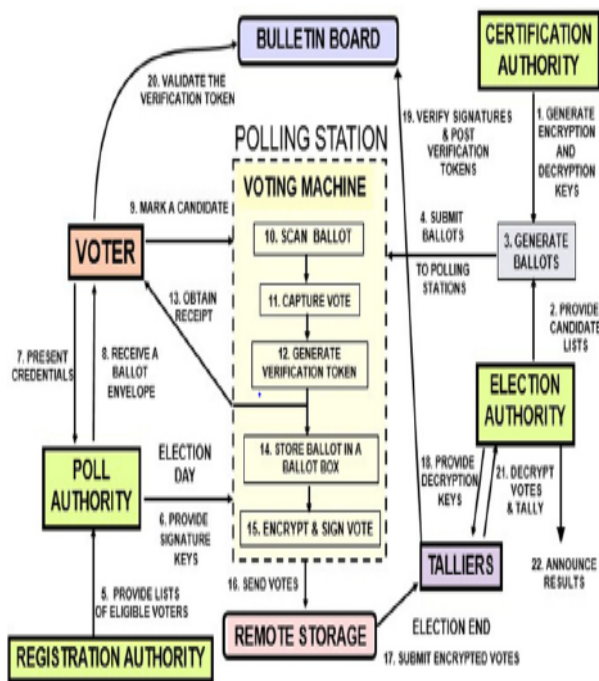 BULLETIN BOARD
CERTIFICATION
AUTHORITY
20. VALIDATE THE
VERIFICATION TOKEN
19. VERIFY SIGNATURES
& POST
VERIFICATION
TOKENS
1. GENERATE
ENCRYPTION
AND
DECRYPTION
KEYS
POLLING STATION
VOTING MACHINE
9. MARK A CANDIDATE
10. SCAN BALLOT
4. SUBMIT
BALLOTS
TO POLLING
STATIONS
3. GENERATE
BALLOTS
VOTER
11. CAPTURE VOTE
13. OBTAIN
RECEIPT
12. GENERATE
VERIFICATION TOKEN
2. PROVIDE
CANDIDATE
LISTS
7. PRESENT
CREDENTIALS
8. RECEIVE A
BALLOT
ENVELOPE
ELECTION
AUTHORITY
POLL
AUTHORITY
ELECTION
DAY
14. STORE BALLOT IN A
BALLOT BOX
18. PROVIDE
DECRYPTION
KEYS
21. DECRYPT
VOTES
& TALLY
6. PROVIDE
SIGNATURE
KEYS
15. ENCRYPT & SIGN VOTE
TALLIERS
22. ANNOUNCE
RESULTS
16. SEND VOTES
5. PROVIDE LISTS
OF ELIGIBLE VOTERS
REMOTE STORAGE
ELECTION END
17. SUBMIT ENCRYPTED VOTES
REGISTRATION AUTHORITY